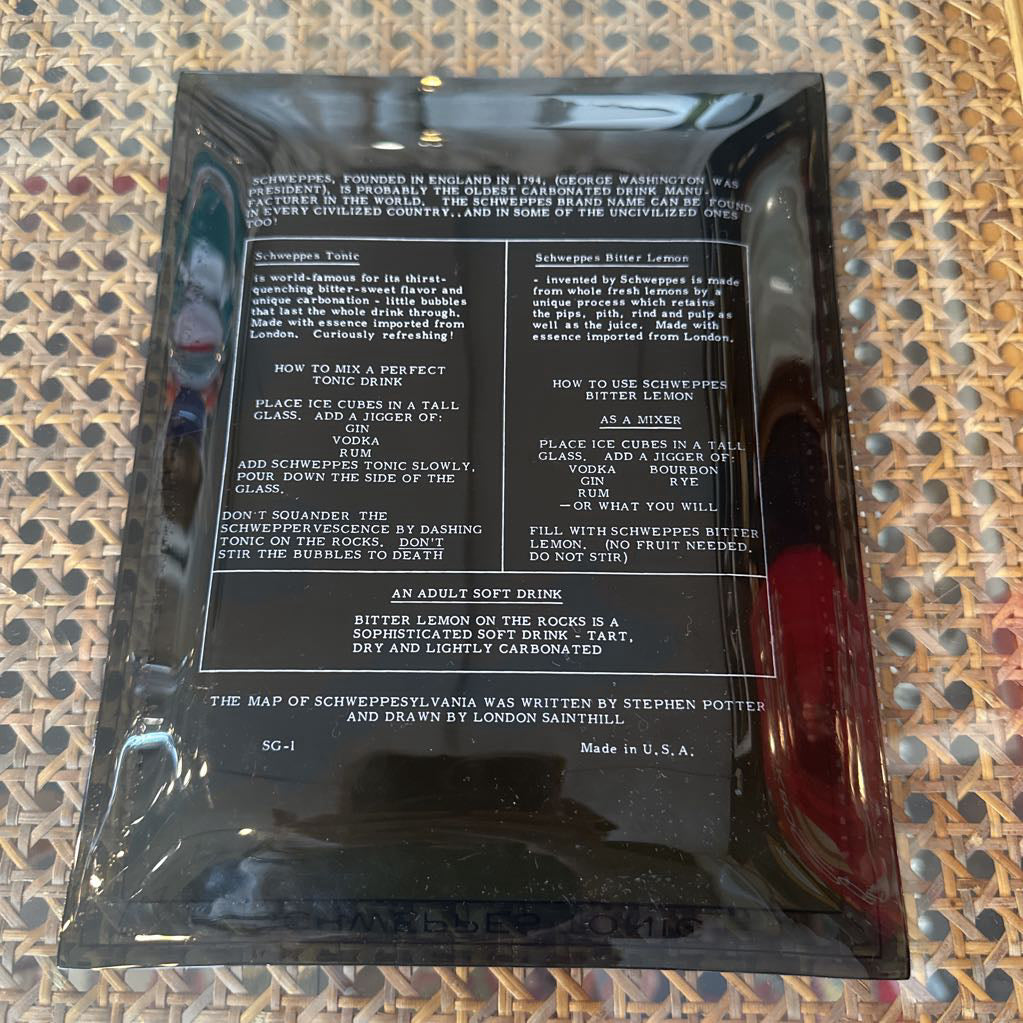 SCHWEPPES, FOUNDED IN ENGLAND IN 1794, (GEORGE WASHINGTON WAS
PRESIDENT), IS PROBABLY THE OLDEST CARBONATED DRINK MANU-
FACTURER IN THE WORLD. THE SCHWEPPES BRAND NAME CAN BE FOUND
IN EVERY CIVILIZED COUNTRY..AND IN SOME OF THE UNCIVILIZED ONES
TOO!
Schweppes Tonic
is world-famous for its thirst-
quenching bitter-sweet flavor and
unique carbonation - little bubbles
that last the whole drink through.
Made with essence imported from
London. Curiously refreshing!
HOW TO MIX A PERFECT
TONIC DRINK
PLACE ICE CUBES IN A TALL
GLASS. ADD A JIGGER OF:
GIN
VODKA
RUM
ADD SCHWEPPES TONIC SLOWLY,
POUR DOWN THE SIDE OF THE
GLASS.
DON'T SQUANDER THE
SCHWEPPERVESCENCE BY DASHING
TONIC ON THE ROCKS. DON'T
STIR THE BUBBLES TO DEATH
Schweppes Bitter Lemon
- invented by Schweppes is made
from whole fresh lemons by a
unique process which retains
the pips, pith, rind and pulp as
well as the juice. Made with
essence imported from London.
HOW TO USE SCHWEPPES
BITTER LEMON
AS A MIXER
PLACE ICE CUBES IN A TALL
GLASS. ADD A JIGGER OF:
VODKA BOURBON
GIN RYE
RUM
—OR WHAT YOU WILL
FILL WITH SCHWEPPES BITTER
LEMON. (NO FRUIT NEEDED.
DO NOT STIR)
AN ADULT SOFT DRINK
BITTER LEMON ON THE ROCKS IS A
SOPHISTICATED SOFT DRINK - TART,
DRY AND LIGHTLY CARBONATED
THE MAP OF SCHWEPPESYLVANIA WAS WRITTEN BY STEPHEN POTTER
AND DRAWN BY LONDON SAINTHILL
SG-1 Made in U.S.A.
SCHWEPPES TONIC